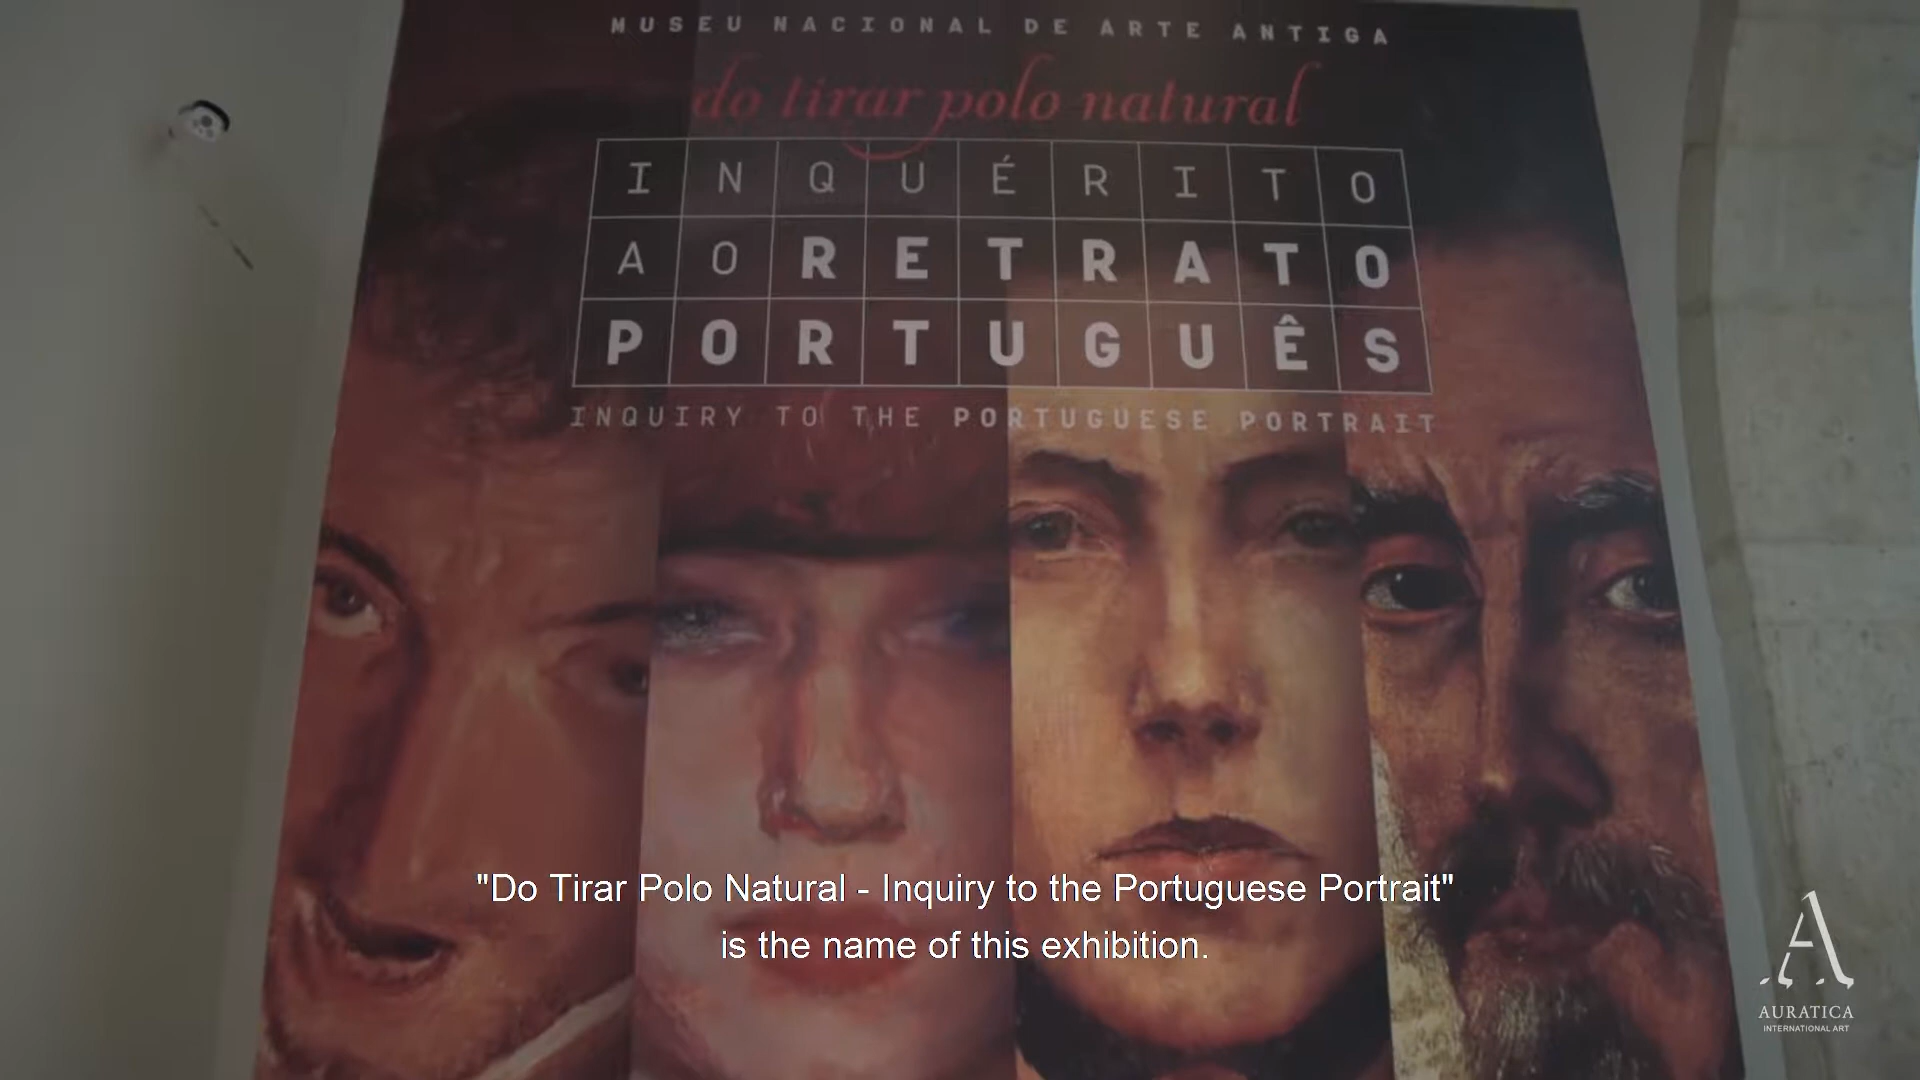 MUSEU NACIONAL DE ARTE ANTIGA
do tirar polo natural
INQUÉRITO
AO RETRATO
PORTUGUÊS
INQUIRY TO THE PORTUGUESE PORTRAIT
"Do Tirar Polo Natural - Inquiry to the Portuguese Portrait"
is the name of this exhibition.
A
AURATICA
INTERNATIONAL ART